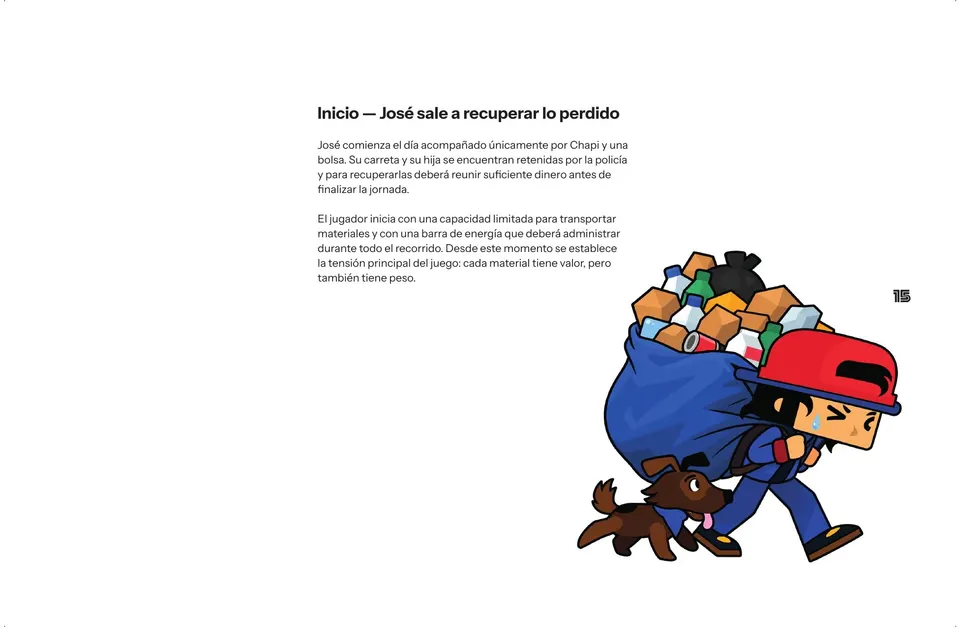 Inicio — José sale a recuperar lo perdido
José comienza el día acompañado únicamente por Chapi y una
bolsa. Su carreta y su hija se encuentran retenidas por la policía
y para recuperarlas deberá reunir suficiente dinero antes de
finalizar la jornada.
El jugador inicia con una capacidad limitada para transportar
materiales y con una barra de energía que deberá administrar
durante todo el recorrido. Desde este momento se establece
la tensión principal del juego: cada material tiene valor, pero
también tiene peso.
15